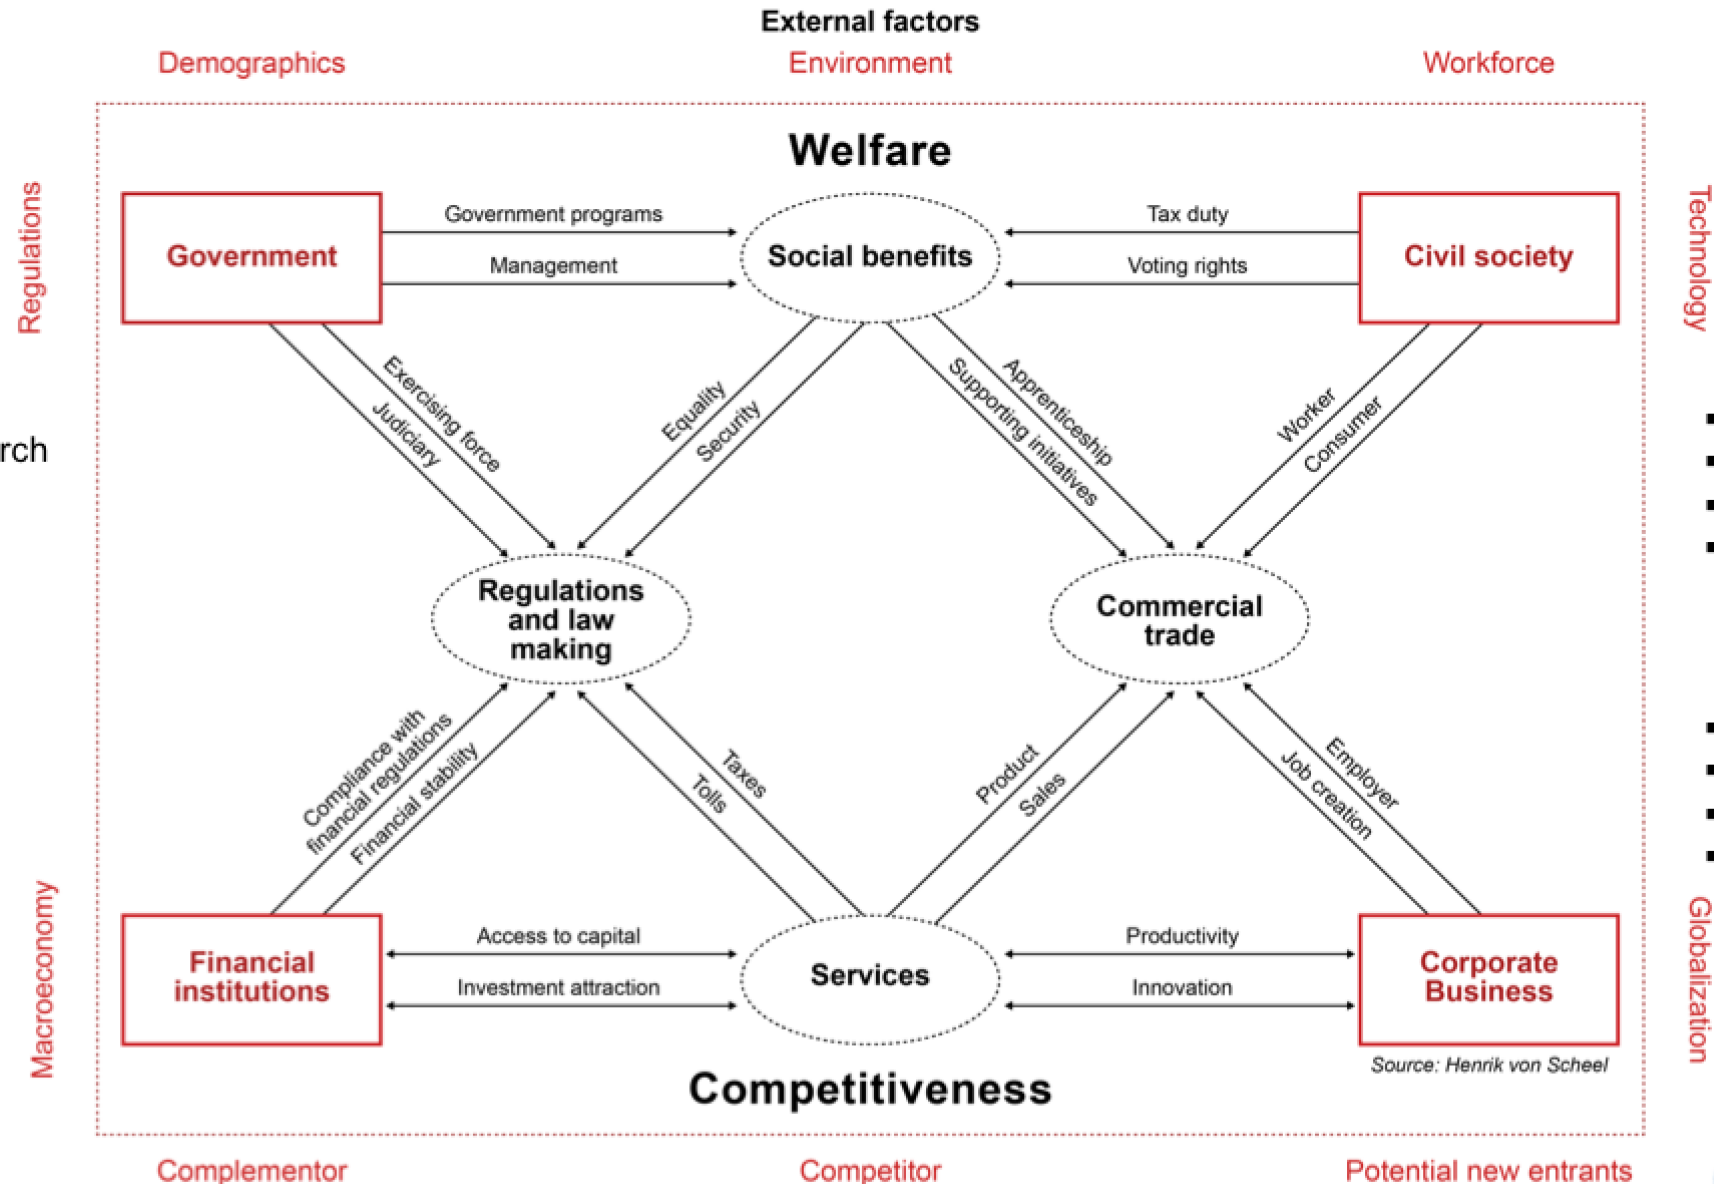 External factors
Demographics
Environment
Workforce
Regulations
Technology
Welfare
Government
Government programs
Management
Social benefits
Tax duty
Voting rights
Civil society
Exercising force
Judiciary
Equality
Security
Apprenticeship
Supporting initiatives
Worker
Consumer
rch
Regulations
and law
making
Commercial
trade
Compliance with
financial regulations
Financial stability
Taxes
Tolls
Product
Sales
Employer
Job creation
Macroeconomy
Globalization
Financial
institutions
Access to capital
Investment attraction
Services
Productivity
Innovation
Corporate
Business
Source: Henrik von Scheel
Competitiveness
Complementor
Competitor
Potential new entrants